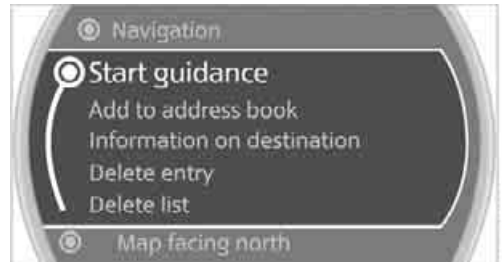 Navigation
Start guidance
Add to address book
Information on destination
Delete entry
Delete list
Map facing north